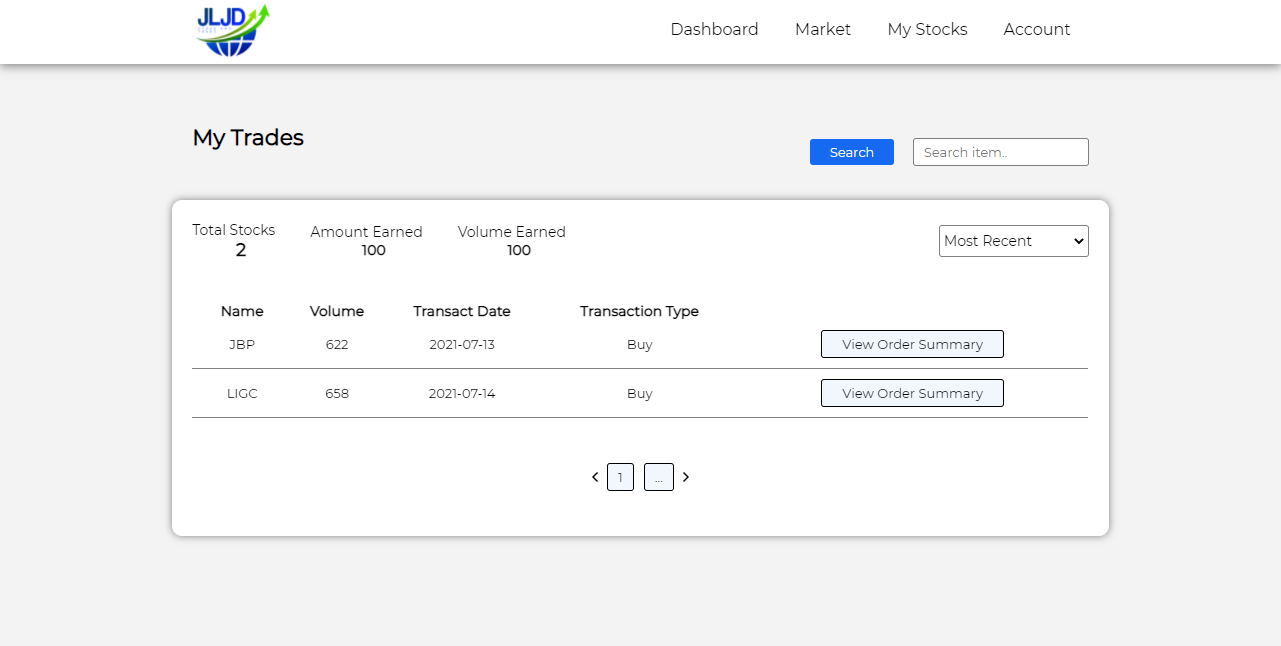 JLJD
Dashboard Market My Stocks Account
My Trades
Search Search item..
Total Stocks Amount Earned Volume Earned
2 100 100
Most Recent
Name Volume Transact Date Transaction Type
JBP 622 2021-07-13 Buy View Order Summary
LIGC 658 2021-07-14 Buy View Order Summary
1 ...